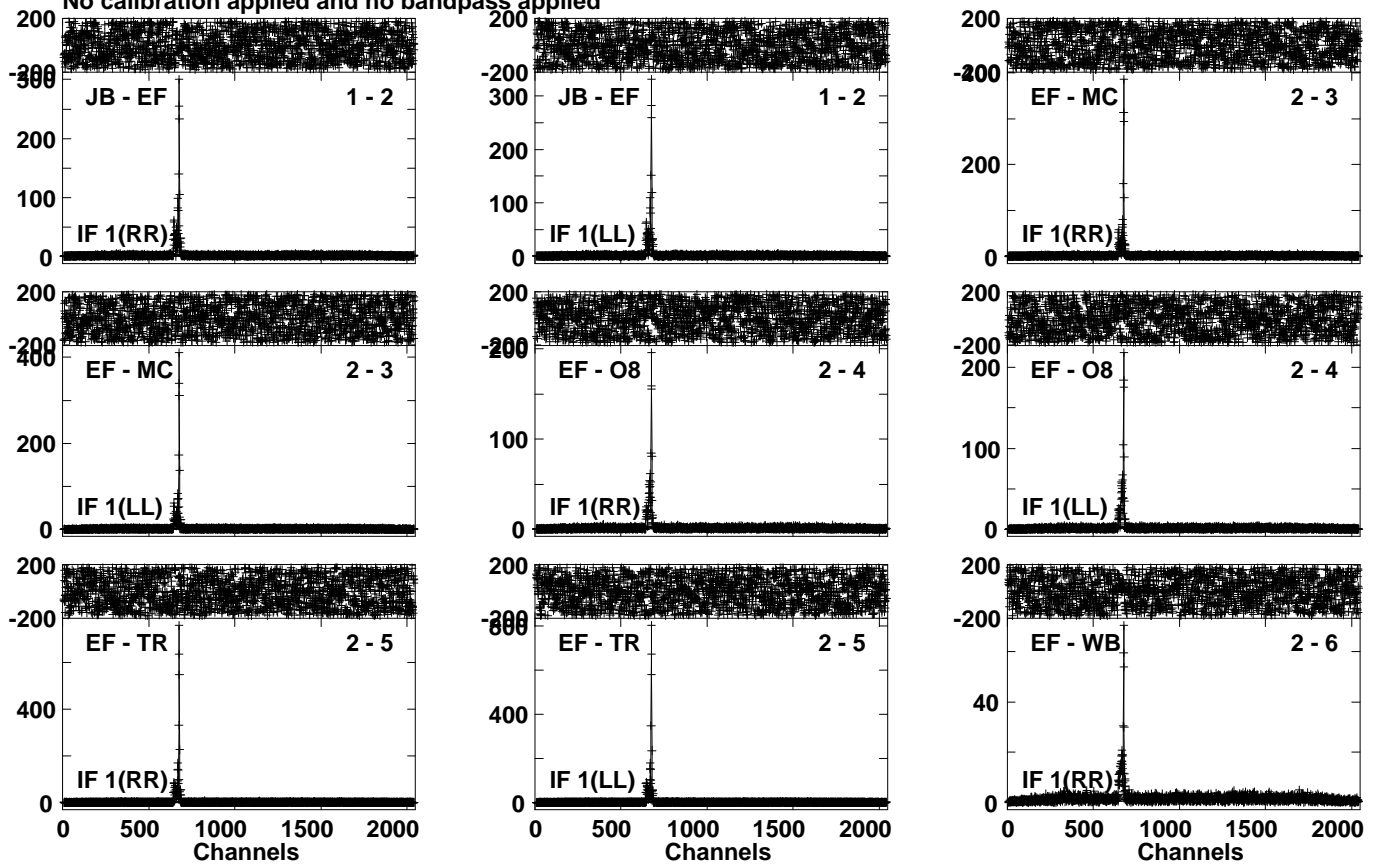 No calibration applied and no bandpass applied
200
-200
300
200
100
0
JB - EF 1 - 2
IF 1(RR)
200
-200
300
200
100
0
JB - EF 1 - 2
IF 1(LL)
200
-200
400
200
0
EF - MC 2 - 3
IF 1(RR)
200
-200
400
200
0
EF - MC 2 - 3
IF 1(LL)
200
-200
200
100
0
EF - O8 2 - 4
IF 1(RR)
200
-200
200
100
0
EF - O8 2 - 4
IF 1(LL)
200
-200
400
0
EF - TR 2 - 5
IF 1(RR)
0 500 1000 1500 2000
Channels
200
-200
800
400
0
EF - TR 2 - 5
IF 1(LL)
0 500 1000 1500 2000
Channels
200
-200
40
0
EF - WB 2 - 6
IF 1(RR)
0 500 1000 1500 2000
Channels